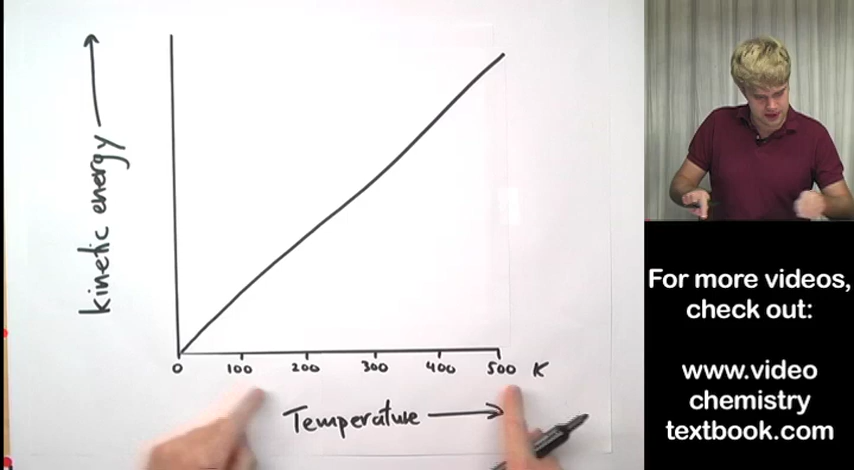 kinetic energy
0 100 200 300 400 500 K
Temperature
For more videos,
check out:
www.video
chemistry
textbook.com